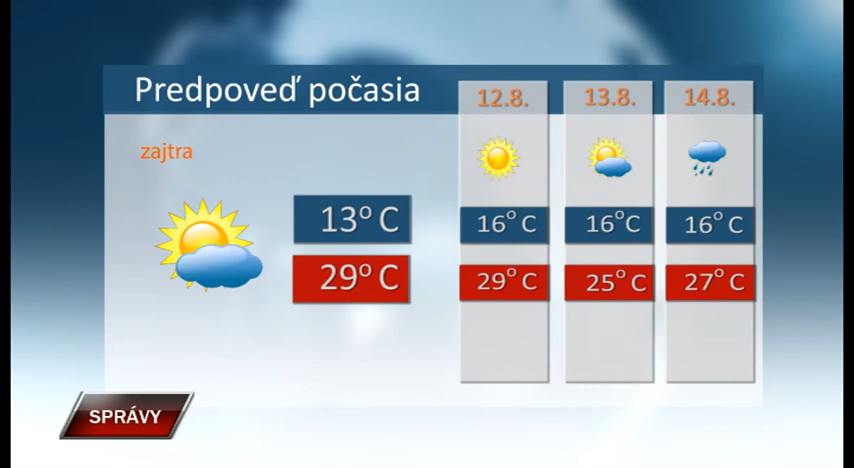 Predpoveď počasia
zajtra
13° C
29° C
12.8. 13.8. 14.8.
16° C 16°C 16° C
29° C 25° C 27° C
SPRÁVY